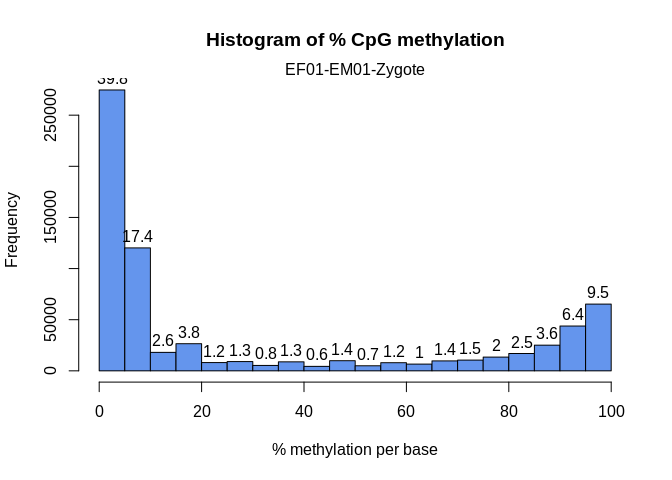 Histogram of % CpG methylation
EF01-EM01-Zygote
39.8
17.4
2.6 3.8 1.2 1.3 0.8 1.3 0.6 1.4 0.7 1.2 1 1.4 1.5 2 2.5 3.6 6.4 9.5
Frequency
250000
150000
50000
0
0 20 40 60 80 100
% methylation per base